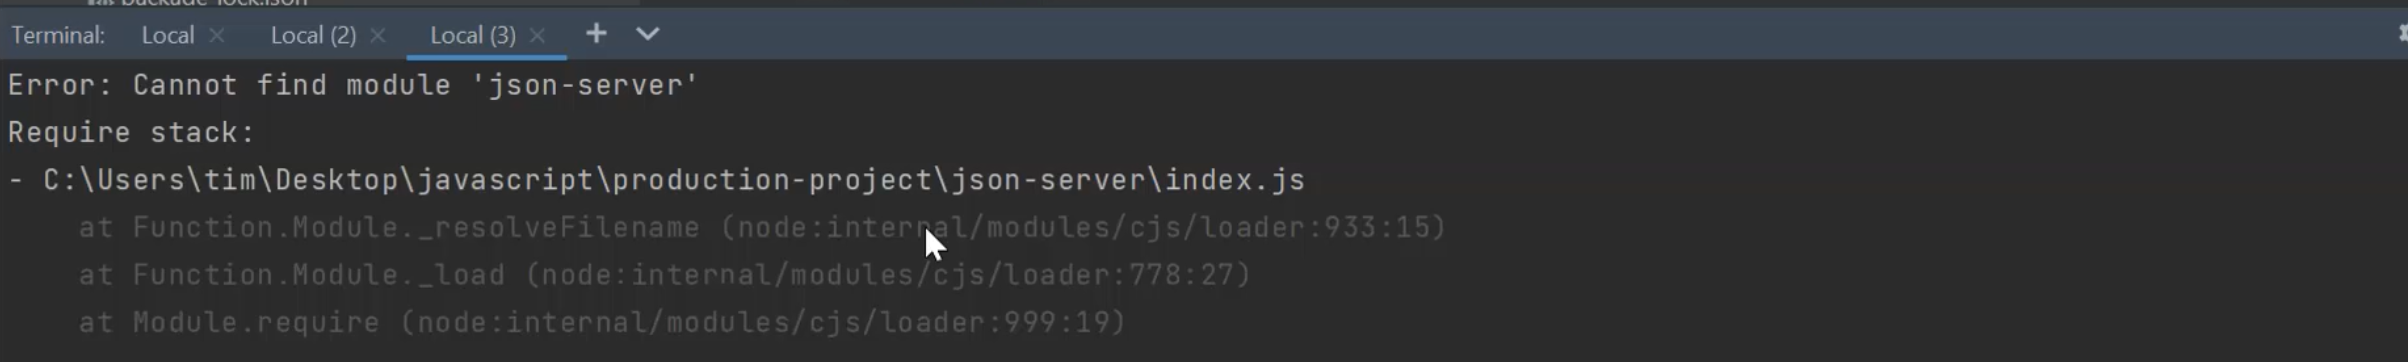 package-lock.json
Terminal: Local × Local (2) × Local (3) × +
Error: Cannot find module 'json-server'
Require stack:
- C:\Users\tim\Desktop\javascript\production-project\json-server\index.js
at Function.Module._resolveFilename (node:internal/modules/cjs/loader:933:15)
at Function.Module._load (node:internal/modules/cjs/loader:778:27)
at Module.require (node:internal/modules/cjs/loader:999:19)